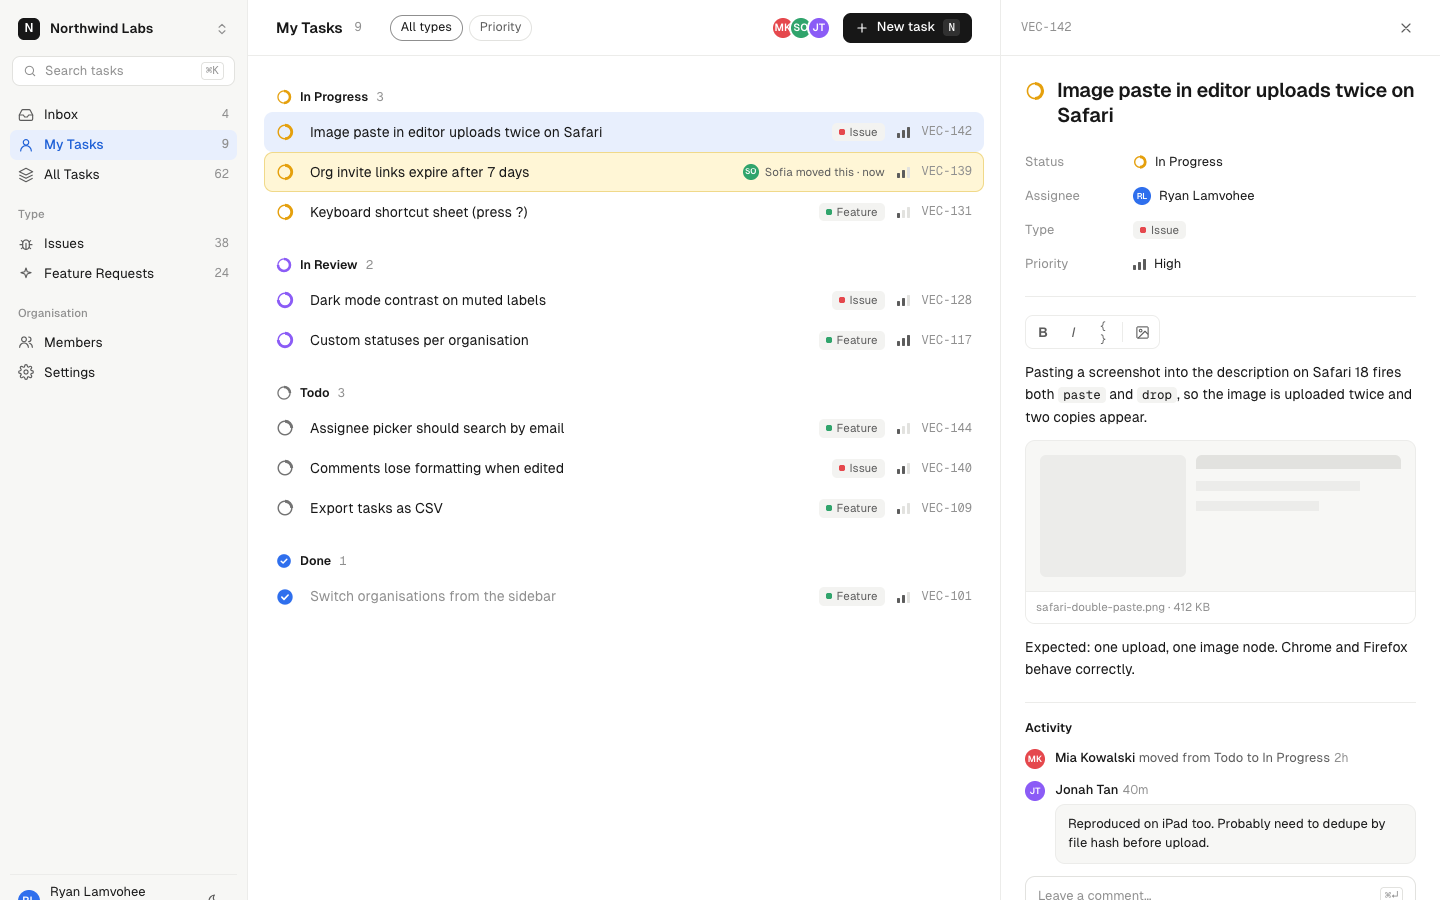 N Northwind Labs
Search tasks ⌘K
Inbox 4
My Tasks 9
All Tasks 62
Type
Issues 38
Feature Requests 24
Organisation
Members
Settings
RL Ryan Lamvohee
My Tasks 9 All types Priority MK SO JT + New task N
In Progress 3
Image paste in editor uploads twice on Safari Issue VEC-142
Org invite links expire after 7 days SO Sofia moved this · now VEC-139
Keyboard shortcut sheet (press ?) Feature VEC-131
In Review 2
Dark mode contrast on muted labels Issue VEC-128
Custom statuses per organisation Feature VEC-117
Todo 3
Assignee picker should search by email Feature VEC-144
Comments lose formatting when edited Issue VEC-140
Export tasks as CSV Feature VEC-109
Done 1
Switch organisations from the sidebar Feature VEC-101
VEC-142
Image paste in editor uploads twice on
Safari
Status In Progress
Assignee RL Ryan Lamvohee
Type Issue
Priority High
B I { }
Pasting a screenshot into the description on Safari 18 fires
both paste and drop, so the image is uploaded twice and
two copies appear.
safari-double-paste.png · 412 KB
Expected: one upload, one image node. Chrome and Firefox
behave correctly.
Activity
MK Mia Kowalski moved from Todo to In Progress 2h
JT Jonah Tan 40m
Reproduced on iPad too. Probably need to dedupe by
file hash before upload.
Leave a comment… ⌘↵